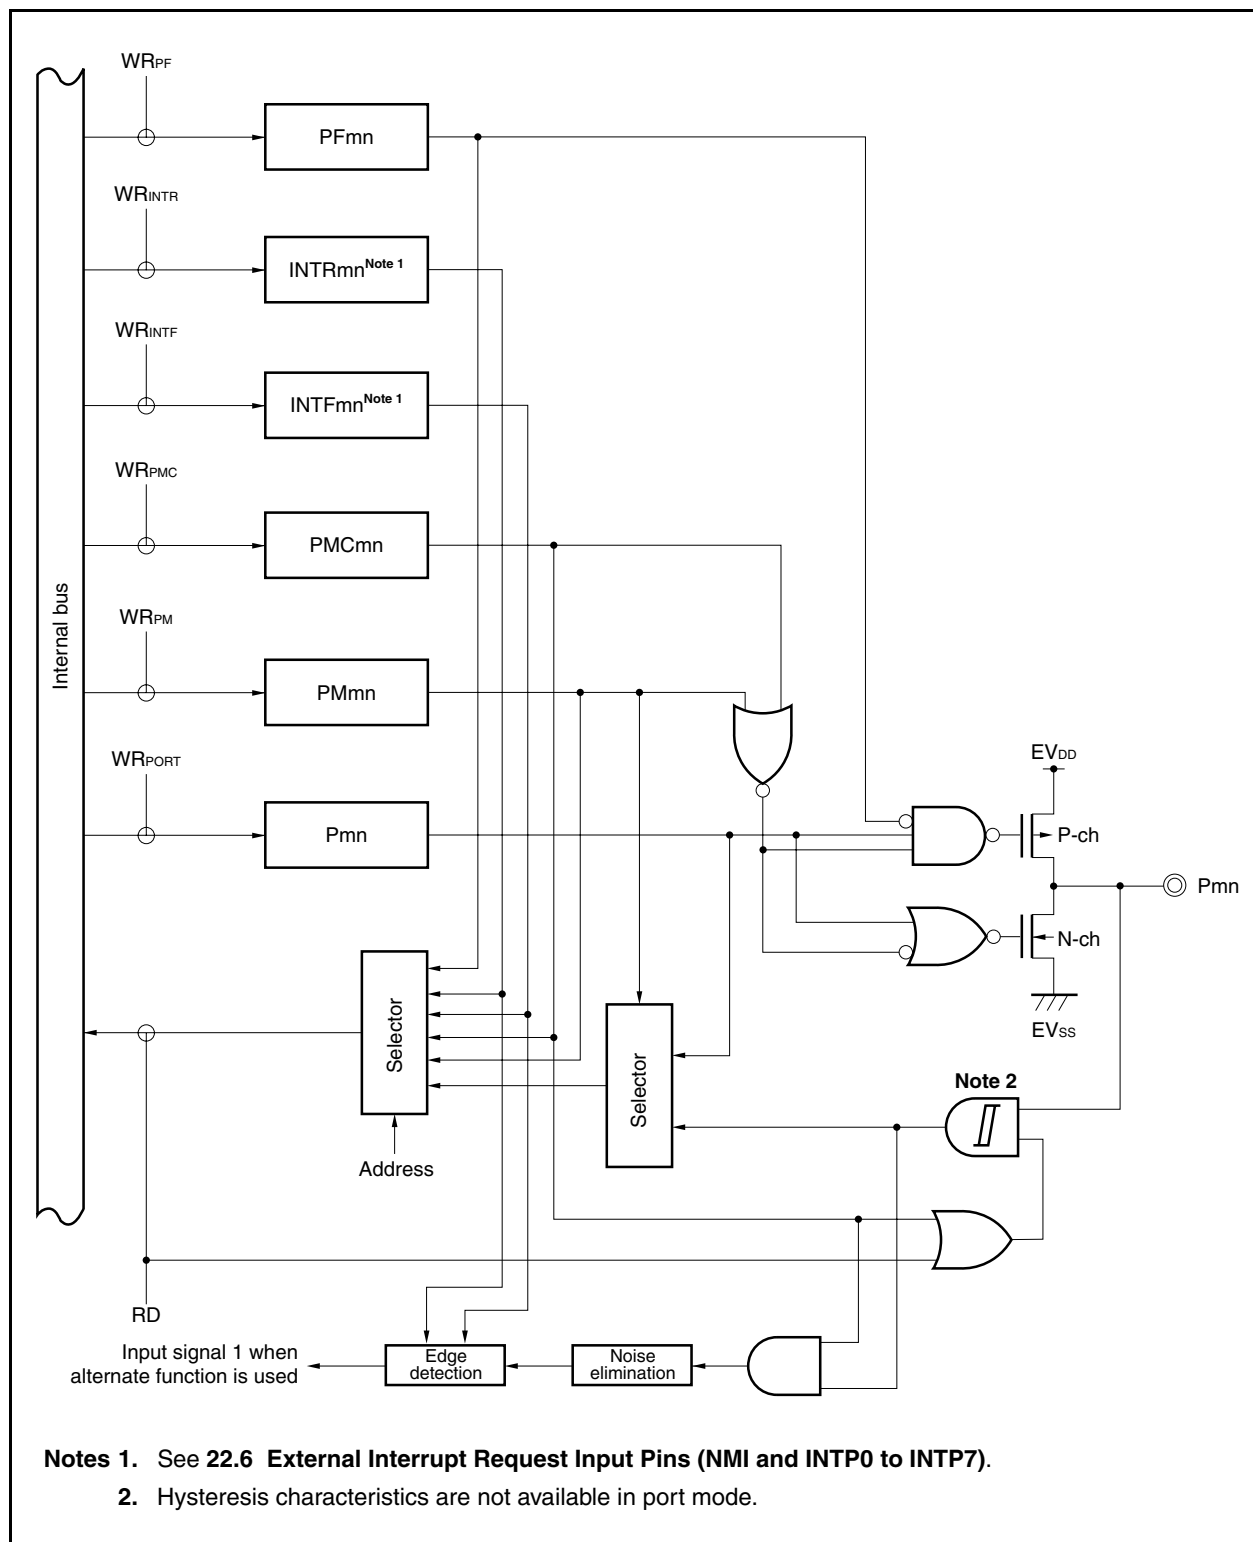 WRPF
PFmn
WRINTR
INTRmnNote 1
WRINTF
INTFmnNote 1
WRPMC
PMCmn
Internal bus
WRPM
PMmn
WRPORT
Pmn
EVDD
P-ch
Pmn
N-ch
EVSS
Selector
Selector
Note 2
Address
RD
Input signal 1 when
alternate function is used
Edge
detection
Noise
elimination
Notes 1. See 22.6 External Interrupt Request Input Pins (NMI and INTP0 to INTP7).
2. Hysteresis characteristics are not available in port mode.